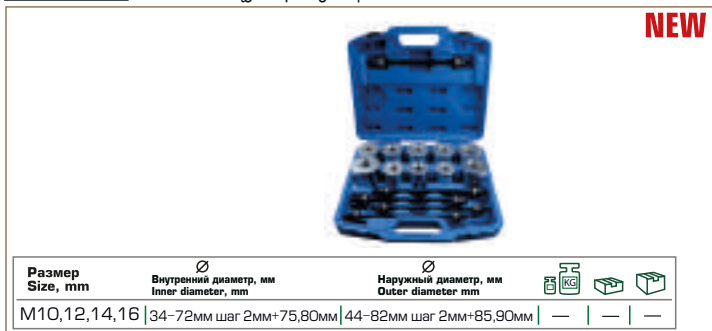 NEW
Размер
Size, mm
Ø
Внутренний диаметр, мм
Inner diameter, mm
Ø
Наружный диаметр, мм
Outer diameter mm
KG
M10,12,14,16 34-72мм шаг 2мм+75,80мм 44-82мм шаг 2мм+85,90мм — — —